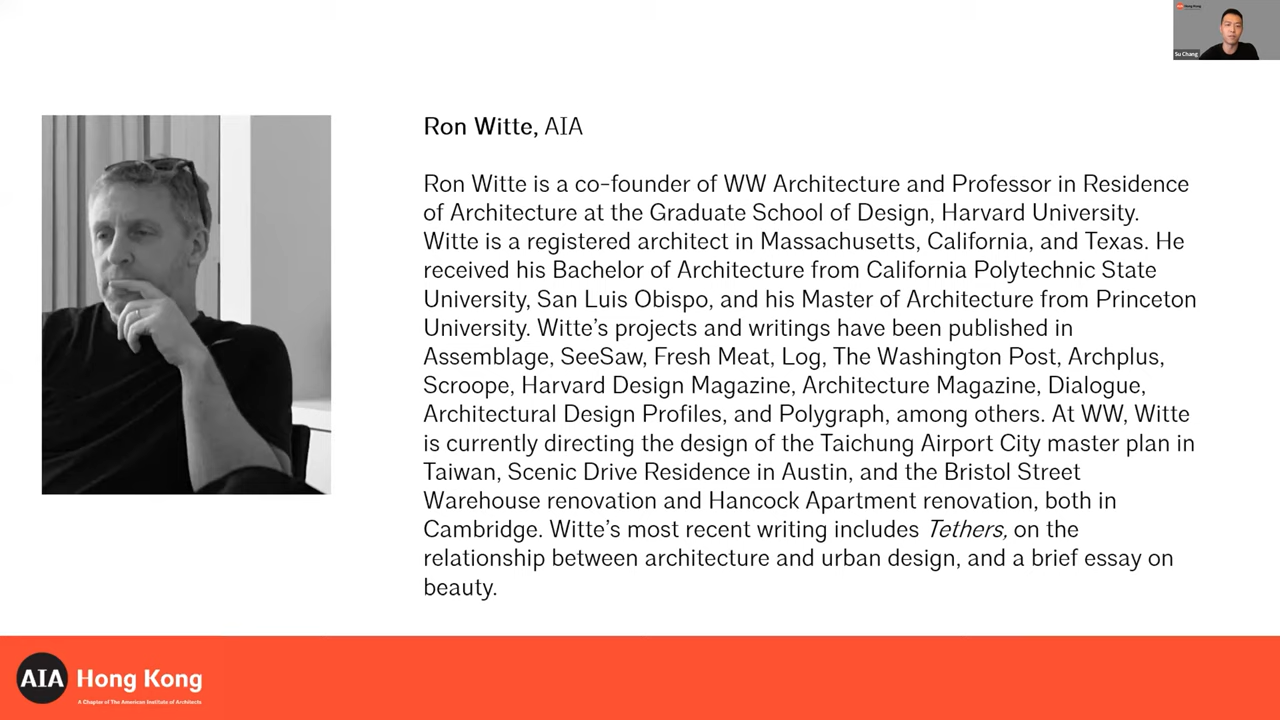 Hong Kong
Su Chang
Ron Witte, AIA
Ron Witte is a co-founder of WW Architecture and Professor in Residence
of Architecture at the Graduate School of Design, Harvard University.
Witte is a registered architect in Massachusetts, California, and Texas. He
received his Bachelor of Architecture from California Polytechnic State
University, San Luis Obispo, and his Master of Architecture from Princeton
University. Witte’s projects and writings have been published in
Assemblage, SeeSaw, Fresh Meat, Log, The Washington Post, Archplus,
Scroope, Harvard Design Magazine, Architecture Magazine, Dialogue,
Architectural Design Profiles, and Polygraph, among others. At WW, Witte
is currently directing the design of the Taichung Airport City master plan in
Taiwan, Scenic Drive Residence in Austin, and the Bristol Street
Warehouse renovation and Hancock Apartment renovation, both in
Cambridge. Witte’s most recent writing includes Tethers, on the
relationship between architecture and urban design, and a brief essay on
beauty.
AIA Hong Kong
A Chapter of The American Institute of Architects